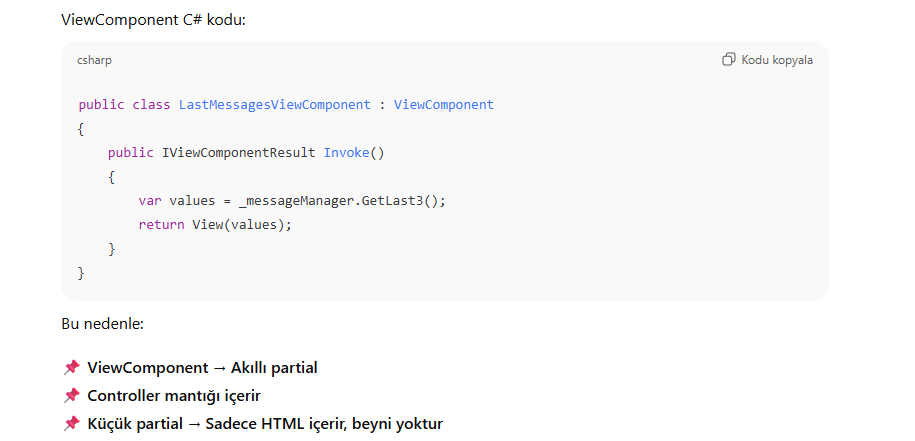 ViewComponent C# kodu:
csharp
Kodu kopyala
public class LastMessagesViewComponent : ViewComponent
{
    public IViewComponentResult Invoke()
    {
        var values = _messageManager.GetLast3();
        return View(values);
    }
}
Bu nedenle:
📌 ViewComponent → Akıllı partial
📌 Controller mantığı içerir
📌 Küçük partial → Sadece HTML içerir, beyni yoktur